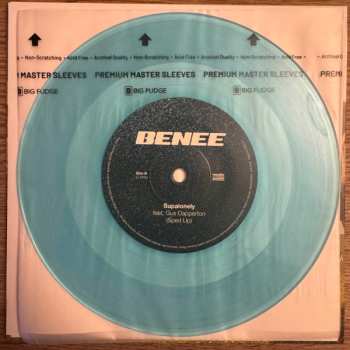 Non-Scratching • Acid Free • Archival Quality • Non-Scratching • Acid Free • Archival Quality • Non-Scratching • Acid Free • Archival
MASTER SLEEVES PREMIUM MASTER SLEEVES PREMIUM MASTER SLEEVES PREMIUM
BIG FUDGE BIG FUDGE BIG FUDGE
BENEE
Side A
Supalonely
feat. Gus Dapperton
(Sped Up)